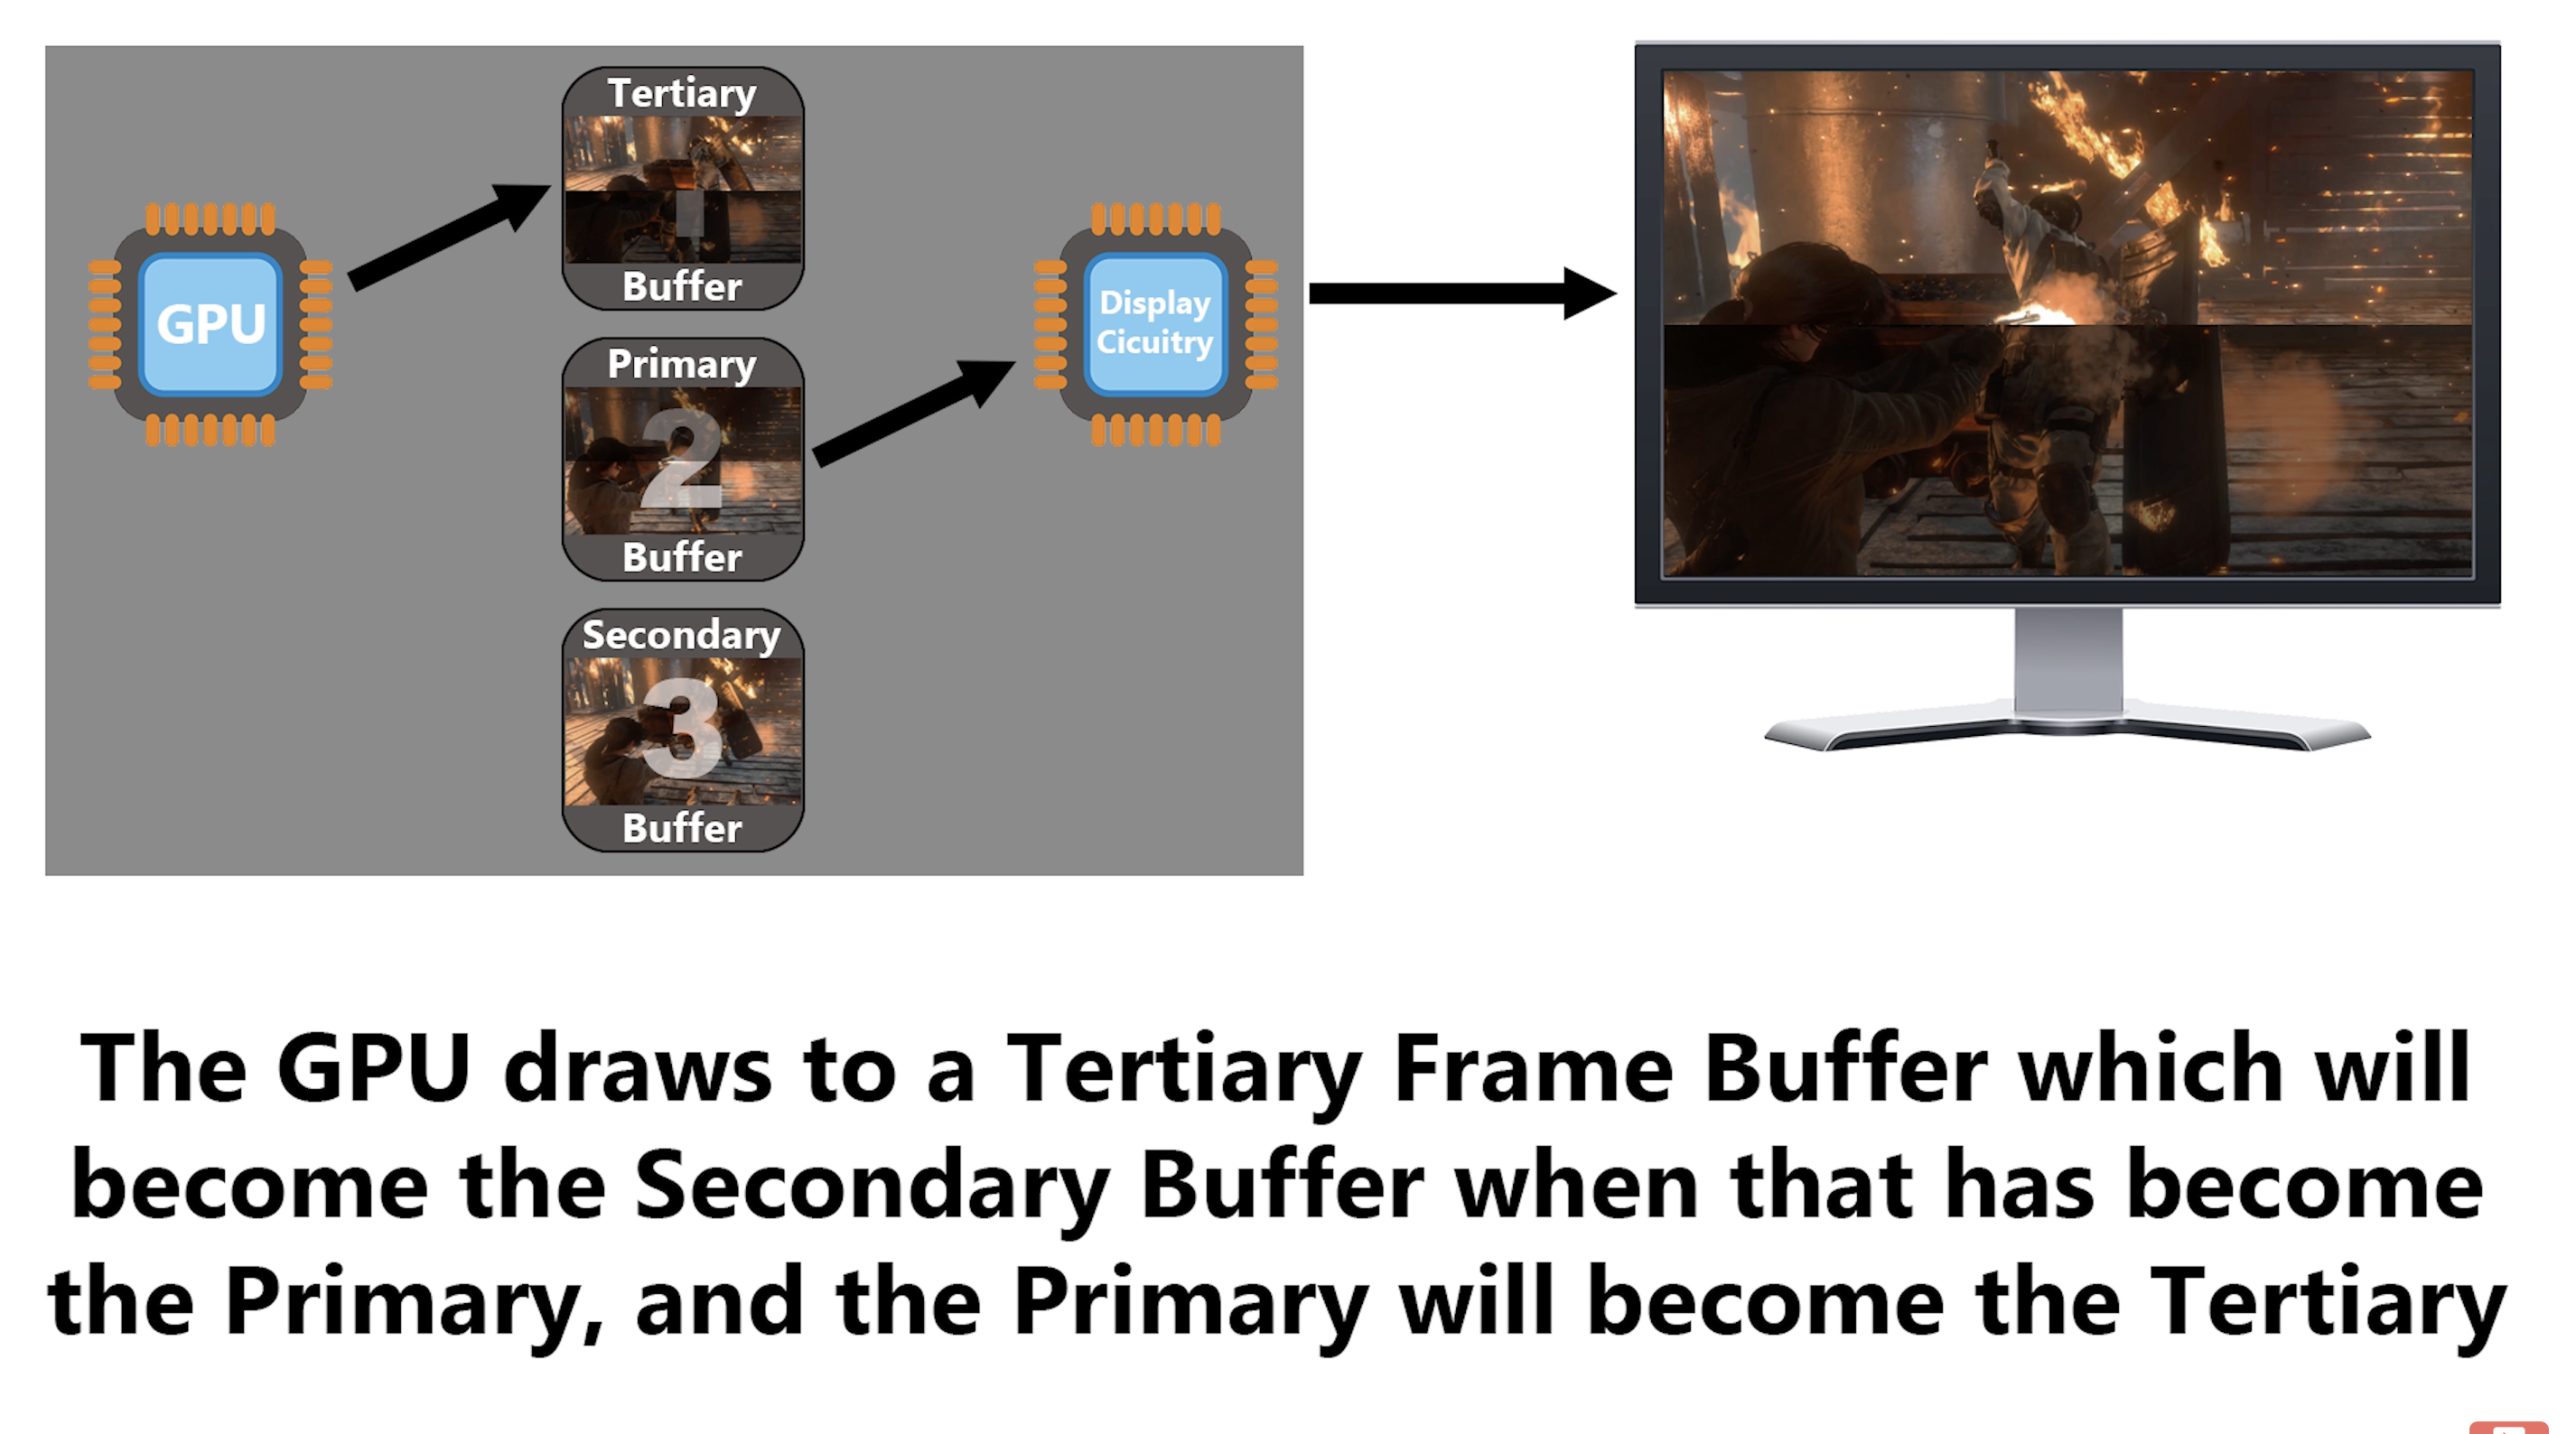 Tertiary
Buffer
GPU
Primary
2
Buffer
Display
Cicuitry
Secondary
3
Buffer
The GPU draws to a Tertiary Frame Buffer which will
become the Secondary Buffer when that has become
the Primary, and the Primary will become the Tertiary